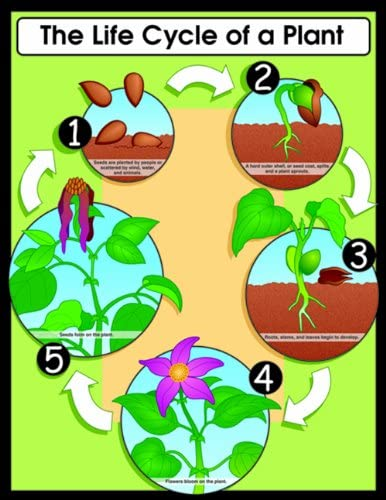 The Life Cycle of a Plant
1
Seeds are planted by people or
scattered by wind, water,
and animals.
2
A hard outer shell, or seed coat, splits
and a plant sprouts.
3
Roots, stems, and leaves begin to develop.
4
Flowers bloom on the plant.
5
Seeds form on the plant.